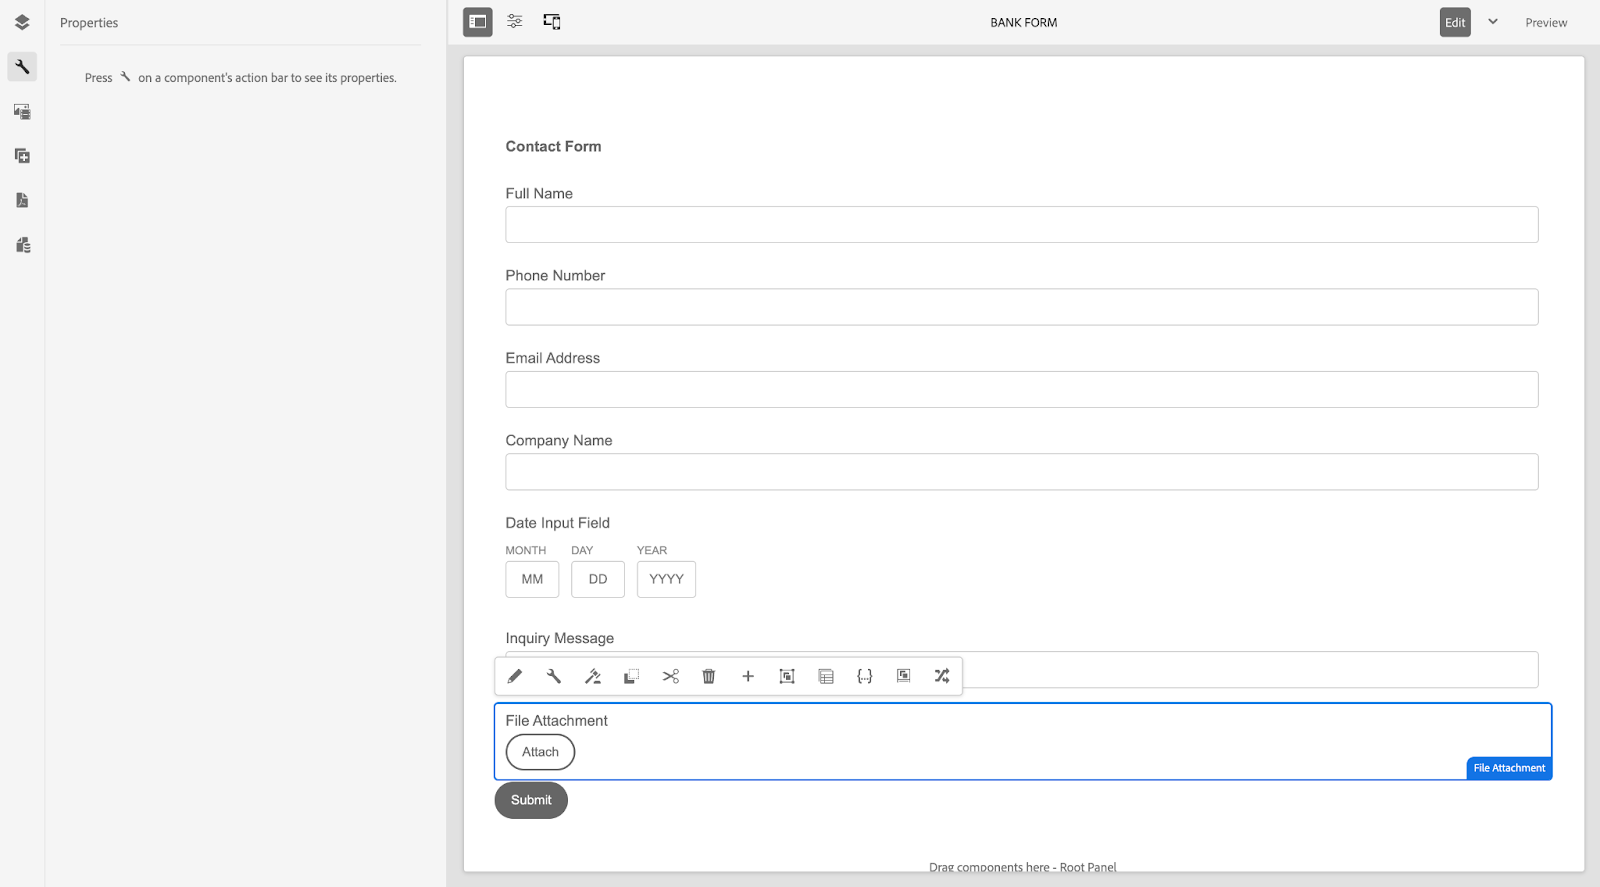 Properties
BANK FORM
Edit
Preview
Press on a component's action bar to see its properties.
Contact Form
Full Name
Phone Number
Email Address
Company Name
Date Input Field
MONTH DAY YEAR
MM DD YYYY
Inquiry Message
File Attachment
Attach
File Attachment
Submit
Drag components here - Root Panel